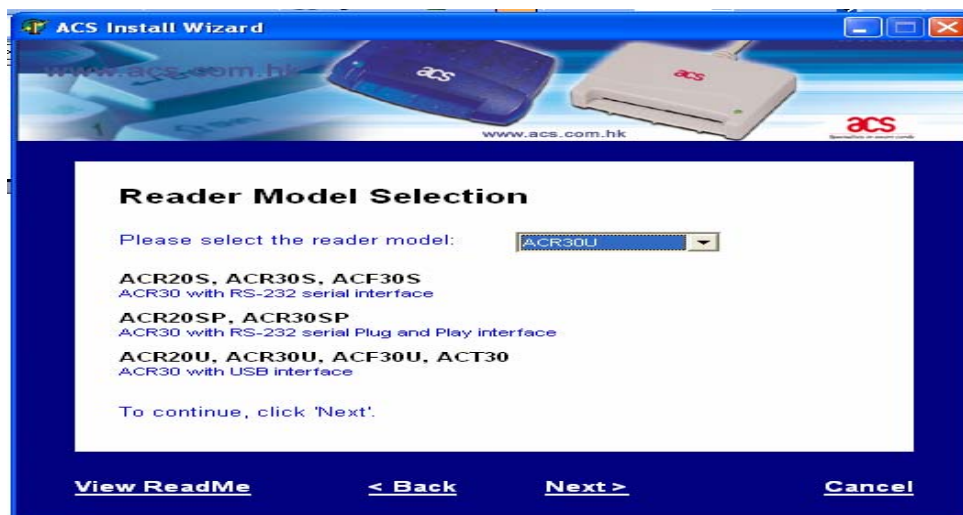 ACS Install Wizard
www.acs.com.hk
acs
acs
www.acs.com.hk
acs
Reader Model Selection
Please select the reader model: ACR30U
ACR20S, ACR30S, ACF30S
ACR30 with RS-232 serial interface
ACR20SP, ACR30SP
ACR30 with RS-232 serial Plug and Play interface
ACR20U, ACR30U, ACF30U, ACT30
ACR30 with USB interface
To continue, click 'Next'.
View ReadMe < Back Next > Cancel